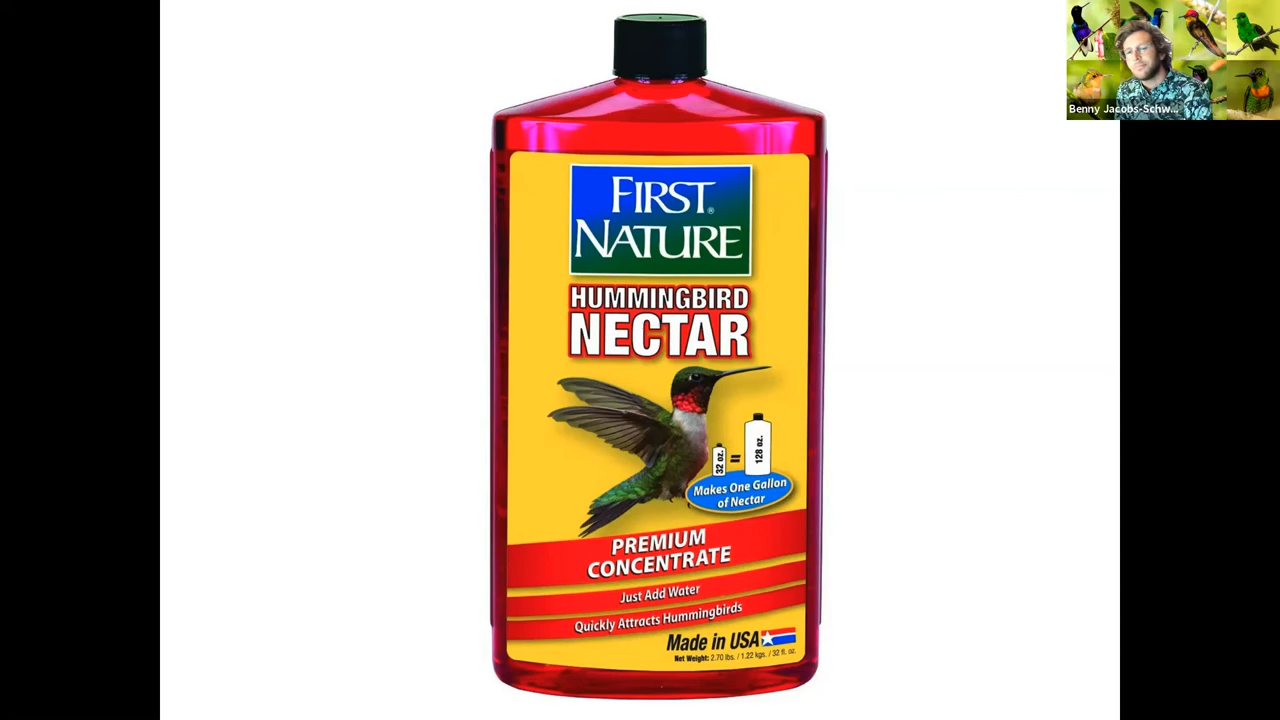 Benny Jacobs-Schw...
FIRST®
NATURE
HUMMINGBIRD
NECTAR
32 oz. = 128 oz.
Makes One Gallon
of Nectar
PREMIUM
CONCENTRATE
Just Add Water
Quickly Attracts Hummingbirds
Made in USA
Net Weight: 2.70 lbs. / 1.22 kgs. / 32 fl. oz.